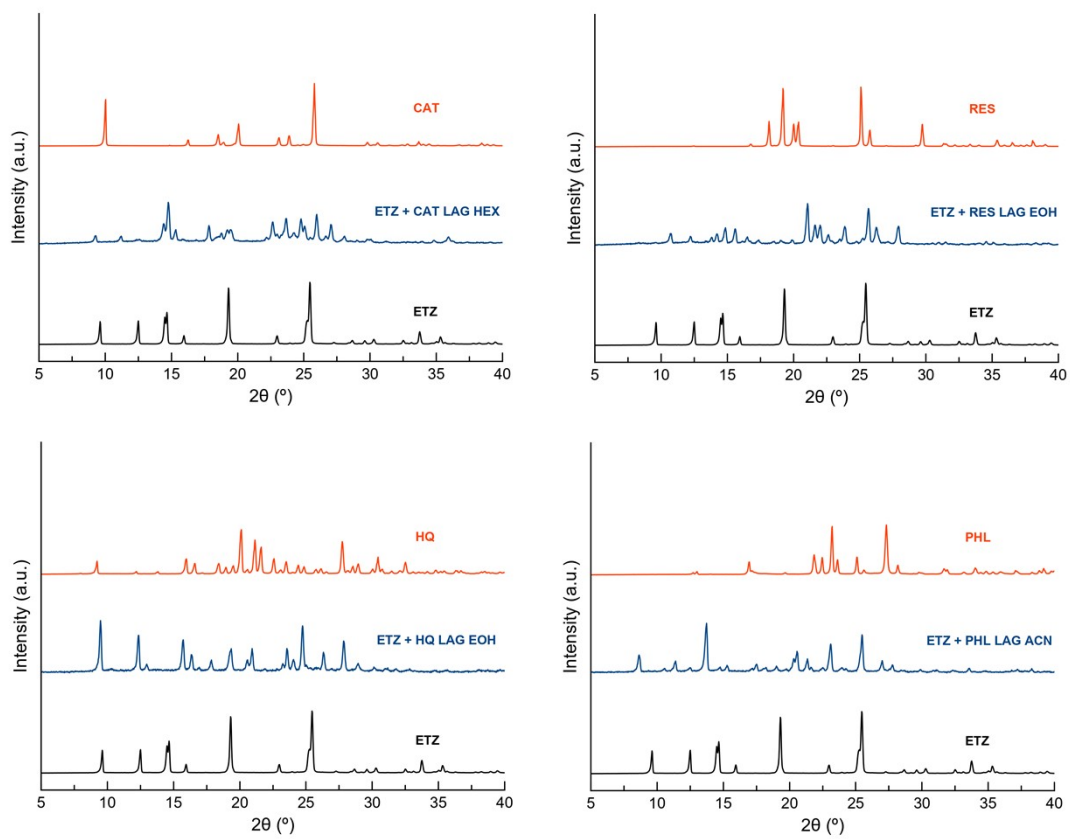 CAT
ETZ + CAT LAG HEX
ETZ
Intensity (a.u.)
5 10 15 20 25 30 35 40
2θ (º)
RES
ETZ + RES LAG EOH
ETZ
Intensity (a.u.)
5 10 15 20 25 30 35 40
2θ (º)
HQ
ETZ + HQ LAG EOH
ETZ
Intensity (a.u.)
5 10 15 20 25 30 35 40
2θ (º)
PHL
ETZ + PHL LAG ACN
ETZ
Intensity (a.u.)
5 10 15 20 25 30 35 40
2θ (º)